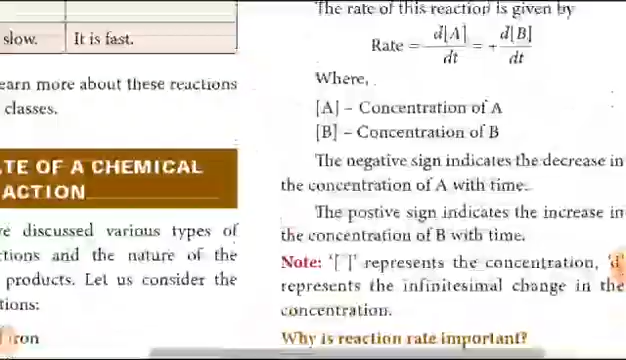 slow. It is fast.
earn more about these reactions
classes.
TE OF A CHEMICAL
ACTION
e discussed various types of
tions and the nature of the
products. Let us consider the
tions:
iron
The rate of this reaction is given by
Rate = d[A]/dt = + d[B]/dt
Where,
[A] – Concentration of A
[B] – Concentration of B
The negative sign indicates the decrease in
the concentration of A with time.
The postive sign indicates the increase in
the concentration of B with time.
Note: '[ ]' represents the concentration, 'd'
represents the infinitesimal change in the
concentration.
Why is reaction rate important?